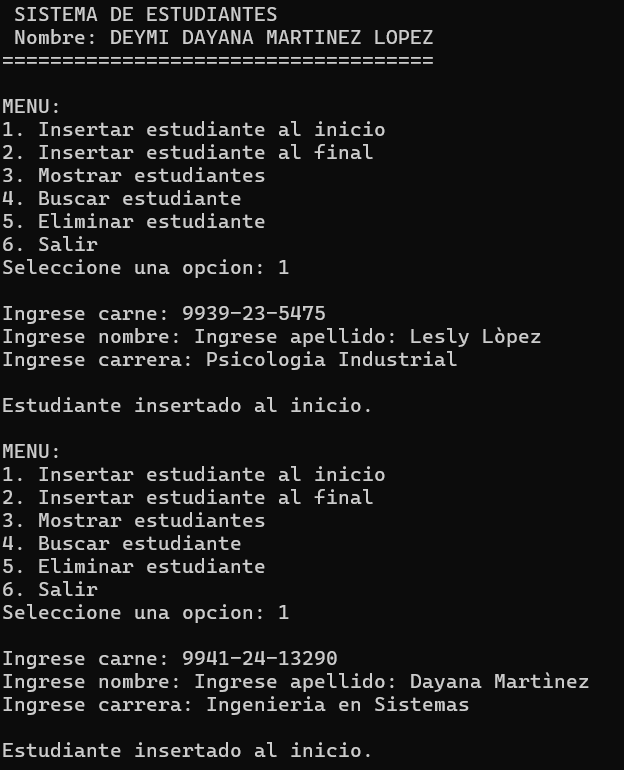 SISTEMA DE ESTUDIANTES
Nombre: DEYMI DAYANA MARTINEZ LOPEZ
====================================
MENU:
1. Insertar estudiante al inicio
2. Insertar estudiante al final
3. Mostrar estudiantes
4. Buscar estudiante
5. Eliminar estudiante
6. Salir
Seleccione una opcion: 1
Ingrese carne: 9939-23-5475
Ingrese nombre: Ingrese apellido: Lesly Lòpez
Ingrese carrera: Psicologia Industrial
Estudiante insertado al inicio.
MENU:
1. Insertar estudiante al inicio
2. Insertar estudiante al final
3. Mostrar estudiantes
4. Buscar estudiante
5. Eliminar estudiante
6. Salir
Seleccione una opcion: 1
Ingrese carne: 9941-24-13290
Ingrese nombre: Ingrese apellido: Dayana Martìnez
Ingrese carrera: Ingenieria en Sistemas
Estudiante insertado al inicio.